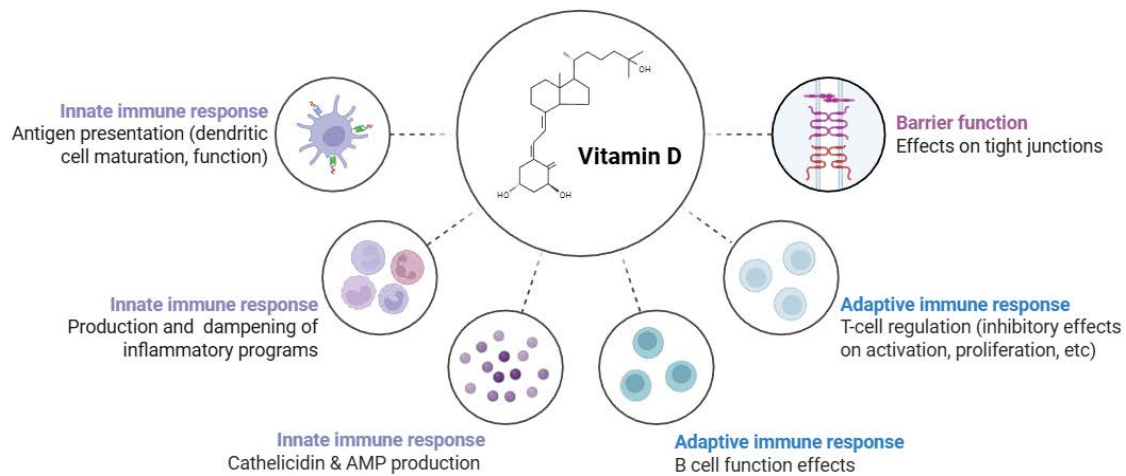 OH
Vitamin D
HO
OH
Innate immune response
Antigen presentation (dendritic
cell maturation, function)
Barrier function
Effects on tight junctions
Innate immune response
Production and dampening of
inflammatory programs
Adaptive immune response
T-cell regulation (inhibitory effects
on activation, proliferation, etc)
Innate immune response
Cathelicidin & AMP production
Adaptive immune response
B cell function effects